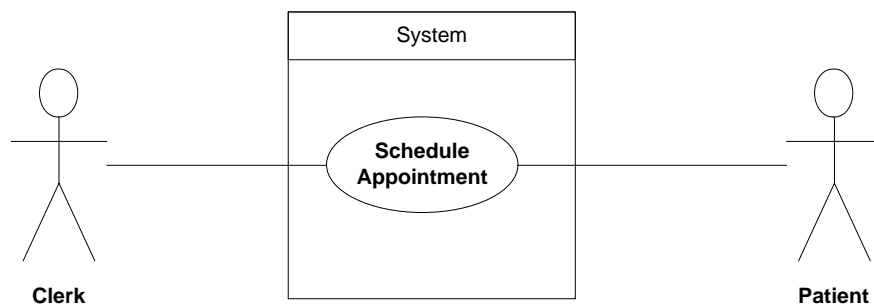 System
Schedule
Appointment
Clerk
Patient